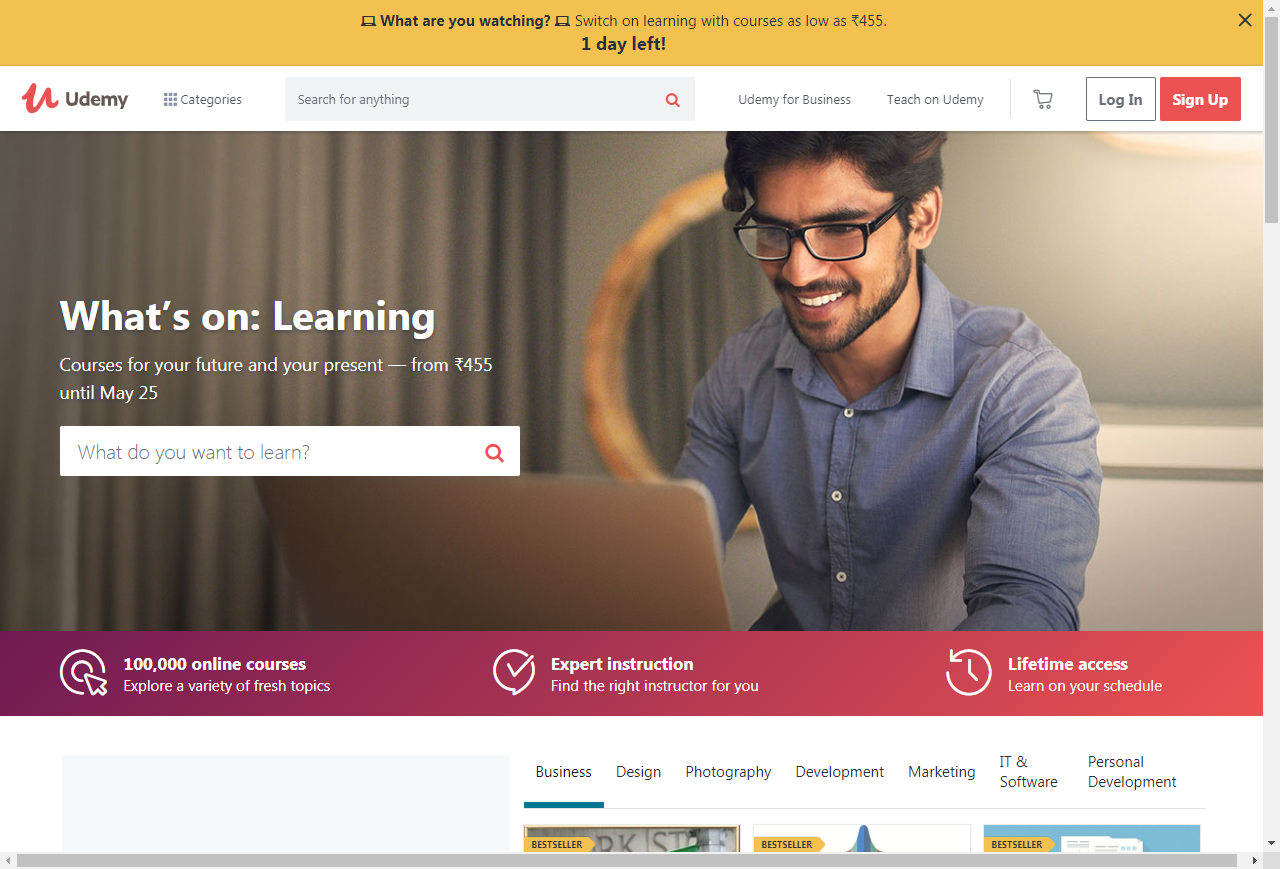 What are you watching? Switch on learning with courses as low as ₹455.
1 day left!
Udemy
Categories
Search for anything
Udemy for Business
Teach on Udemy
Log In
Sign Up
What’s on: Learning
Courses for your future and your present — from ₹455
until May 25
What do you want to learn?
100,000 online courses
Explore a variety of fresh topics
Expert instruction
Find the right instructor for you
Lifetime access
Learn on your schedule
Business
Design
Photography
Development
Marketing
IT &
Software
Personal
Development
BESTSELLER
BESTSELLER
BESTSELLER